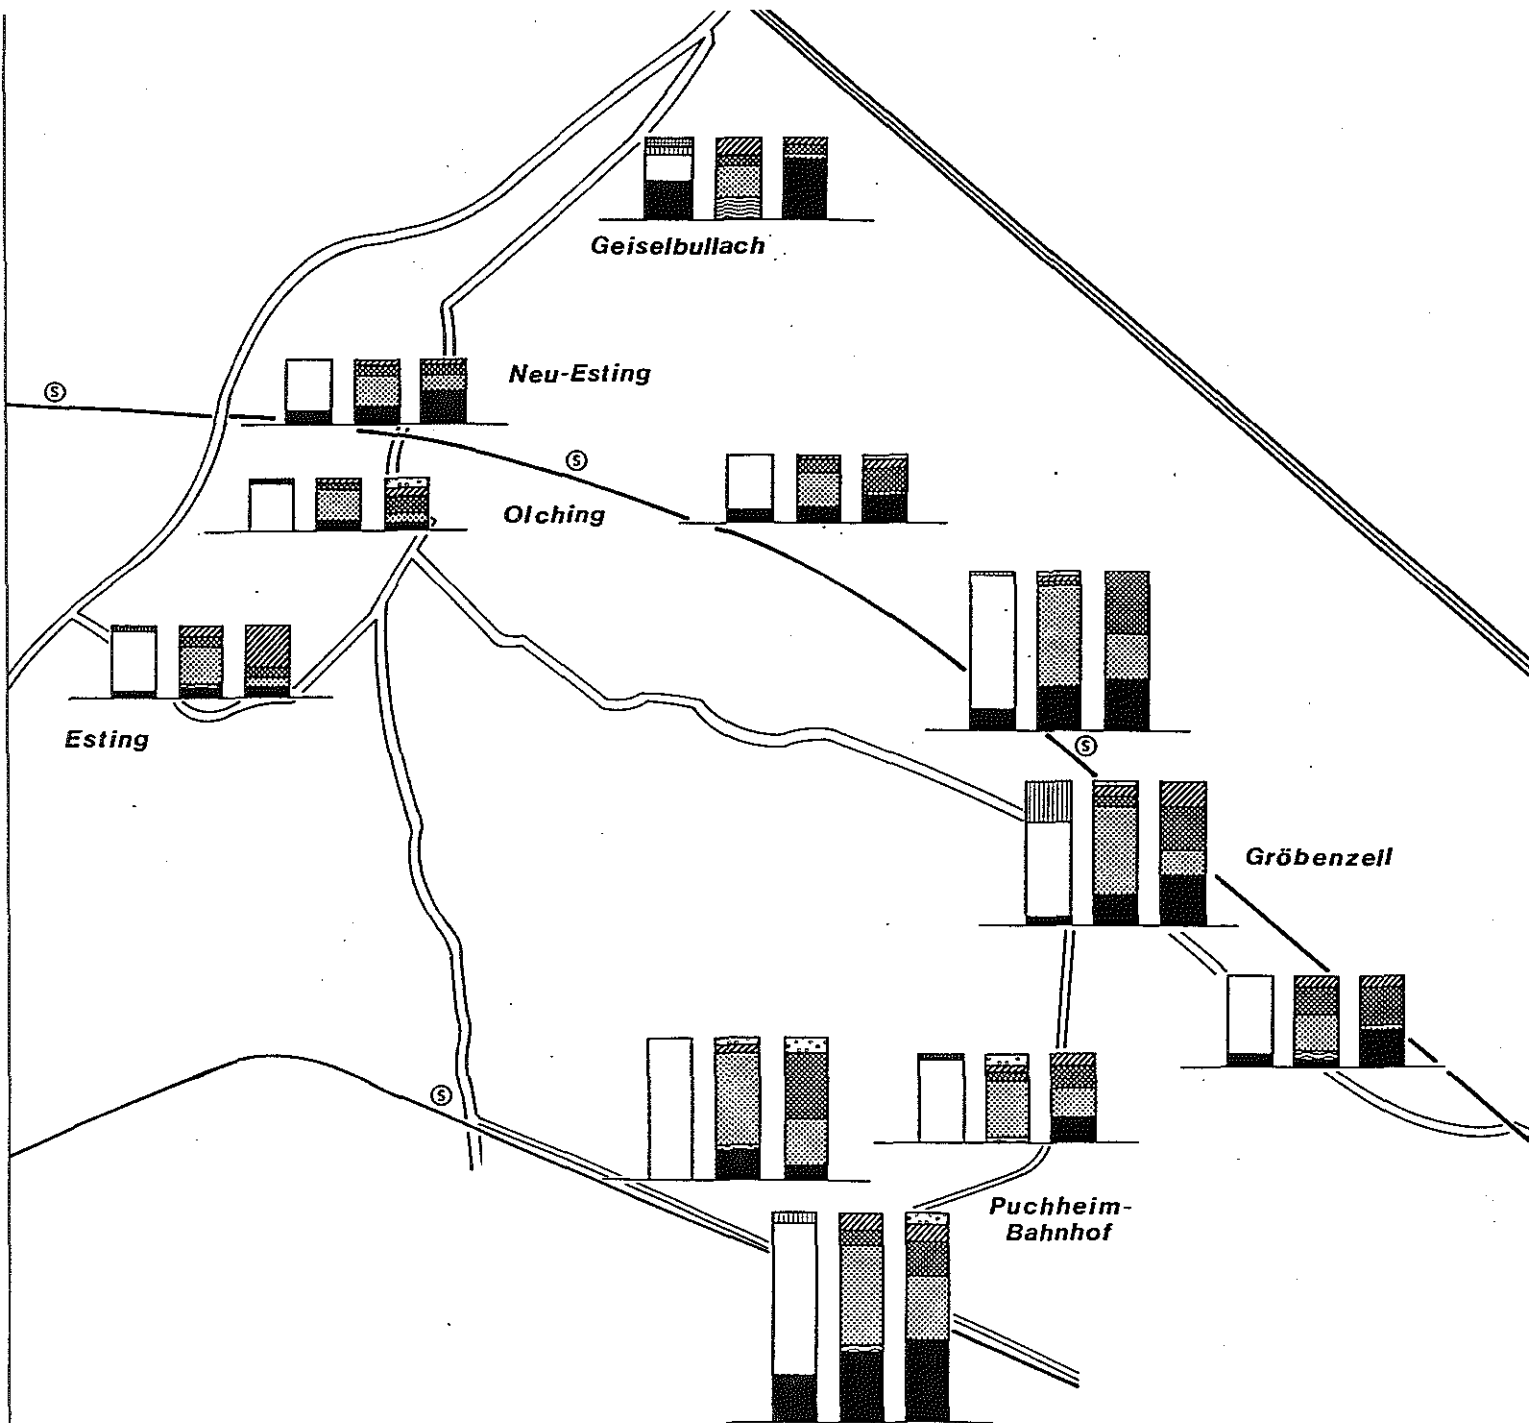 Geiselbullach
Neu-Esting
S
S
Olching
Esting
S
Gröbenzell
S
Puchheim-
Bahnhof